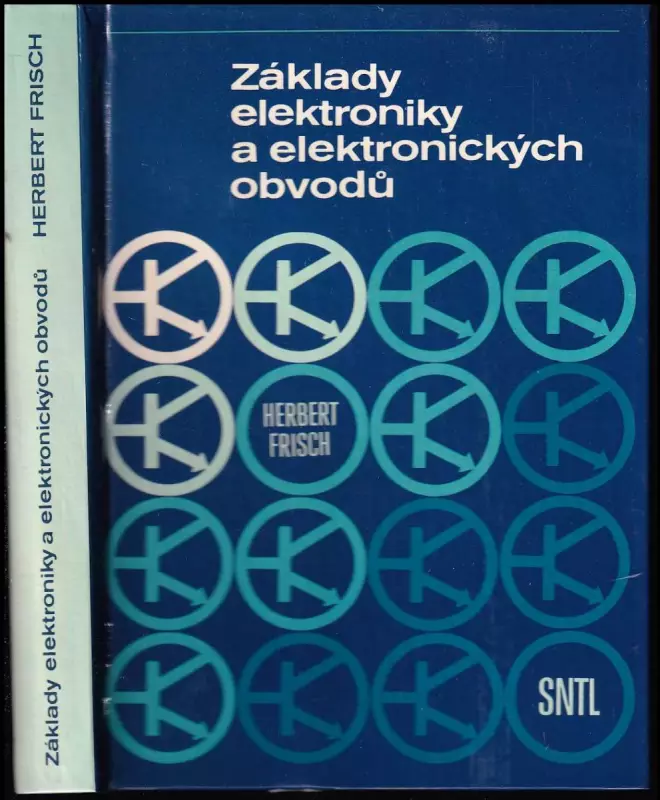 Základy
elektroniky
a elektronických
obvodů
HERBERT
FRISCH
SNTL
Základy elektroniky a elektronických obvodů HERBERT FRISCH